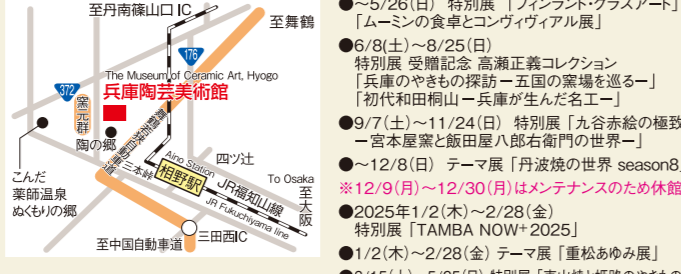 至丹南篠山口IC
至舞鶴
176
The Museum of Ceramic Art, Hyogo
兵庫陶芸美術館
372
窯元群
陶の郷
舞鶴若狭自動車道
三本峠
四ツ辻
Aino Station
相野駅
JR福知山線
JR Fukuchiyama line
To Osaka
至大阪
こんだ
薬師温泉
ぬくもりの郷
三田西IC
至中国自動車道
●～5/26(日) 特別展 「フィンランド・グラスアート」
「ムーミンの食卓とコンヴィヴィアル展」
●6/8(土)～8/25(日)
特別展 受贈記念 高瀬正義コレクション
「兵庫のやきもの探訪ー五国の窯場を巡るー」
「初代和田桐山ー兵庫が生んだ名工ー」
●9/7(土)～11/24(日) 特別展 「九谷赤絵の極致
ー宮本屋窯と飯田屋八郎右衛門の世界ー」
●～12/8(日) テーマ展 「丹波焼の世界 season8」
※12/9(月)～12/30(月)はメンテナンスのため休館
●2025年1/2(木)～2/28(金)
特別展 「TAMBA NOW+2025」
●1/2(木)～2/28(金) テーマ展 「重松あゆみ展」